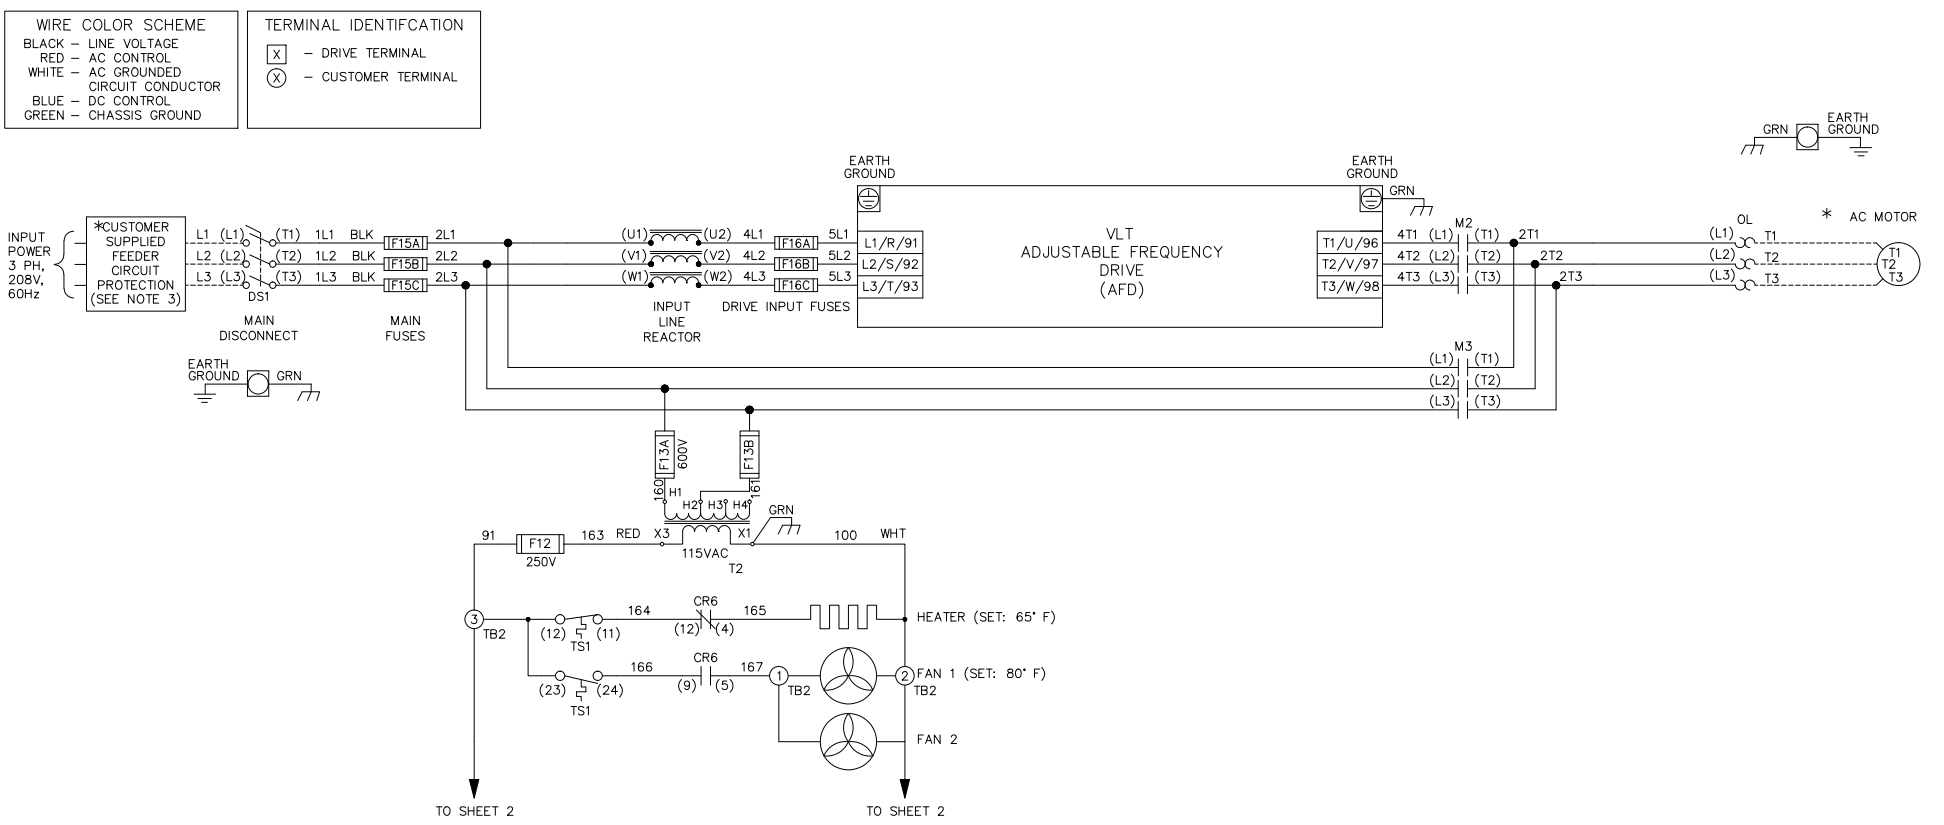 WIRE COLOR SCHEME
BLACK – LINE VOLTAGE
RED – AC CONTROL
WHITE – AC GROUNDED
CIRCUIT CONDUCTOR
BLUE – DC CONTROL
GREEN – CHASSIS GROUND
TERMINAL IDENTIFCATION
X – DRIVE TERMINAL
X – CUSTOMER TERMINAL
GRN
EARTH
GROUND
INPUT
POWER
3 PH,
208V,
60Hz
*CUSTOMER
SUPPLIED
FEEDER
CIRCUIT
PROTECTION
(SEE NOTE 3)
L1 (L1) (T1) 1L1 BLK F15A 2L1
L2 (L2) (T2) 1L2 BLK F15B 2L2
L3 (L3) (T3) 1L3 BLK F15C 2L3
DS1
MAIN
DISCONNECT
MAIN
FUSES
(U1) (U2) 4L1 F16A 5L1
(V1) (V2) 4L2 F16B 5L2
(W1) (W2) 4L3 F16C 5L3
INPUT
LINE
REACTOR
DRIVE INPUT FUSES
EARTH
GROUND
EARTH
GROUND
GRN
L1/R/91
L2/S/92
L3/T/93
VLT
ADJUSTABLE FREQUENCY
DRIVE
(AFD)
T1/U/96
T2/V/97
T3/W/98
M2
4T1 (L1) (T1) 2T1
4T2 (L2) (T2) 2T2
4T3 (L3) (T3) 2T3
OL
(L1) T1
(L2) T2
(L3) T3
* AC MOTOR
T1
T2
T3
M3
(L1) (T1)
(L2) (T2)
(L3) (T3)
EARTH
GROUND
GRN
F13A
600V
F13B
160
161
H1
H2 H3 H4
GRN
91 F12 163 RED X3 X1 100 WHT
250V
115VAC
T2
3
TB2
(12) (11)
TS1
164
CR6
(12) (4)
165
HEATER (SET: 65° F)
(23) (24)
TS1
166
CR6
(9) (5)
167
1
TB2
2
TB2
FAN 1 (SET: 80° F)
FAN 2
TO SHEET 2
TO SHEET 2